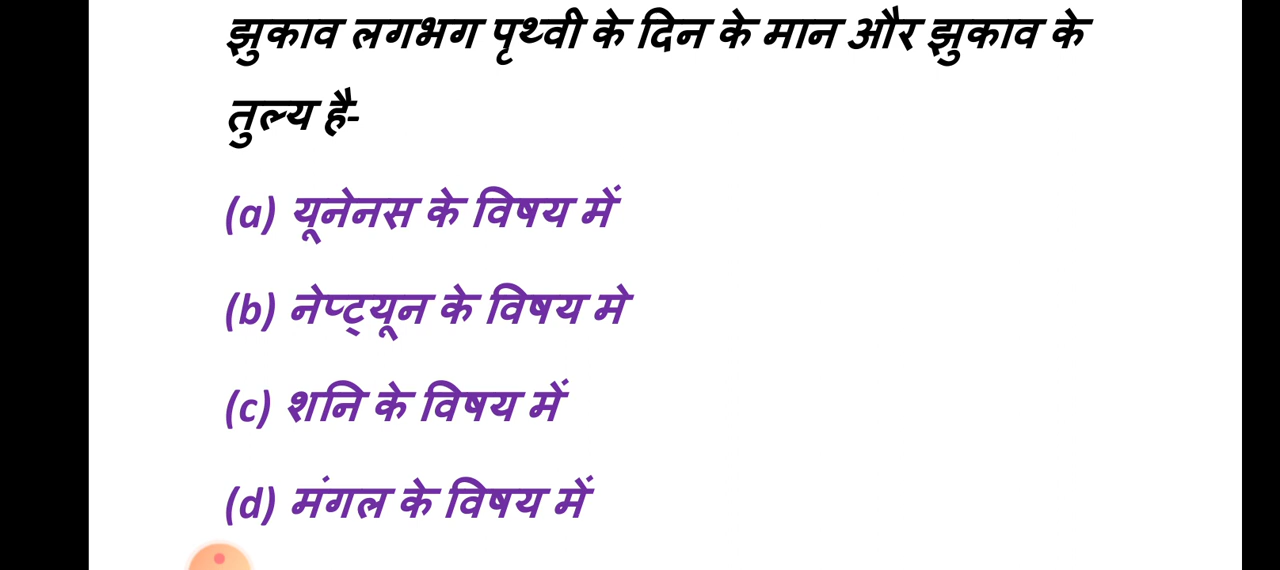 झुकाव लगभग पृथ्वी के दिन के मान और झुकाव के
तुल्य है-
(a) यूनेनस के विषय में
(b) नेप्ट्यून के विषय मे
(c) शनि के विषय में
(d) मंगल के विषय में